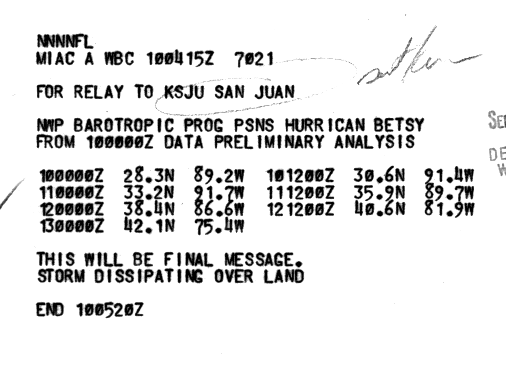 NNNNFL
MIAC A WBC 100415Z 7021
FOR RELAY TO KSJU SAN JUAN
NWP BAROTROPIC PROG PSNS HURRICAN BETSY
FROM 100000Z DATA PRELIMINARY ANALYSIS
100000Z 28.3N 89.2W 101200Z 30.6N 91.4W
110000Z 33.2N 91.7W 111200Z 35.9N 89.7W
120000Z 38.4N 86.6W 121200Z 40.6N 81.9W
130000Z 42.1N 75.4W
THIS WILL BE FINAL MESSAGE.
STORM DISSIPATING OVER LAND
END 100520Z